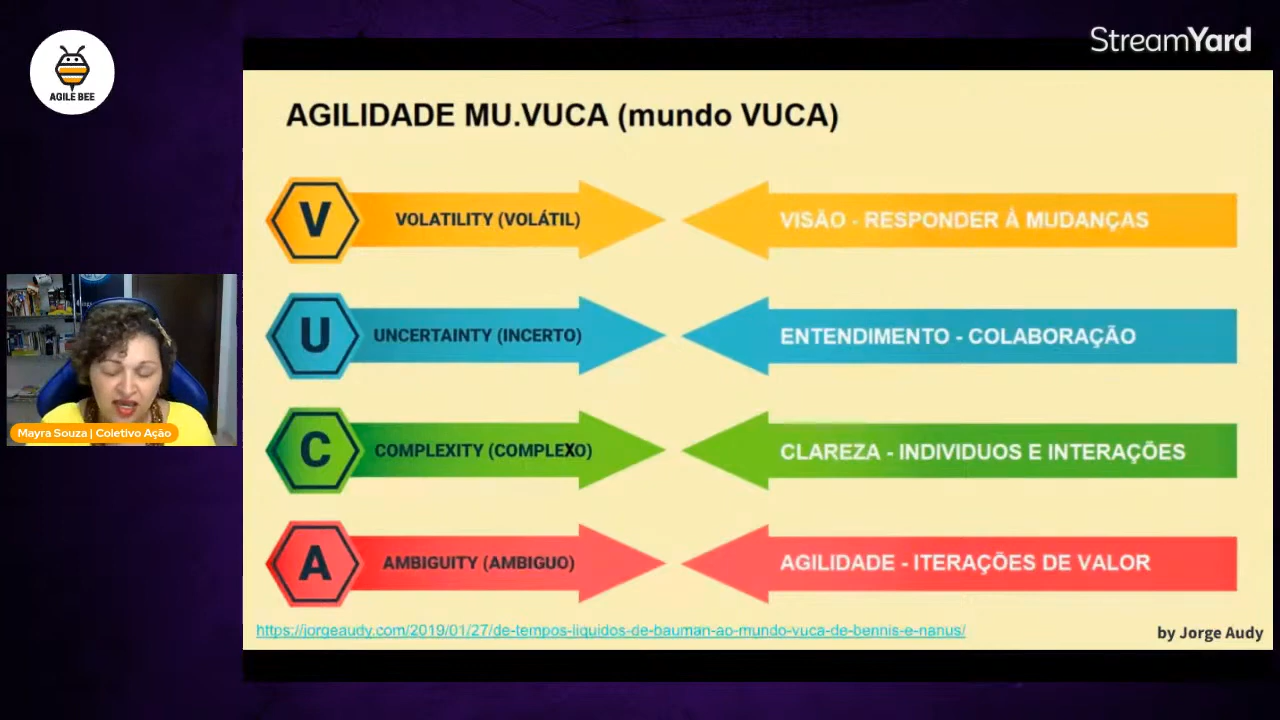 AGILE BEE
StreamYard
AGILIDADE MU.VUCA (mundo VUCA)
V
VOLATILITY (VOLÁTIL)
VISÃO - RESPONDER À MUDANÇAS
U
UNCERTAINTY (INCERTO)
ENTENDIMENTO - COLABORAÇÃO
C
COMPLEXITY (COMPLEXO)
CLAREZA - INDIVIDUOS E INTERAÇÕES
A
AMBIGUITY (AMBIGUO)
AGILIDADE - ITERAÇÕES DE VALOR
https://jorgeaudy.com/2019/01/27/de-tempos-liquidos-de-bauman-ao-mundo-vuca-de-bennis-e-nanus/
by Jorge Audy
Mayra Souza | Coletivo Ação